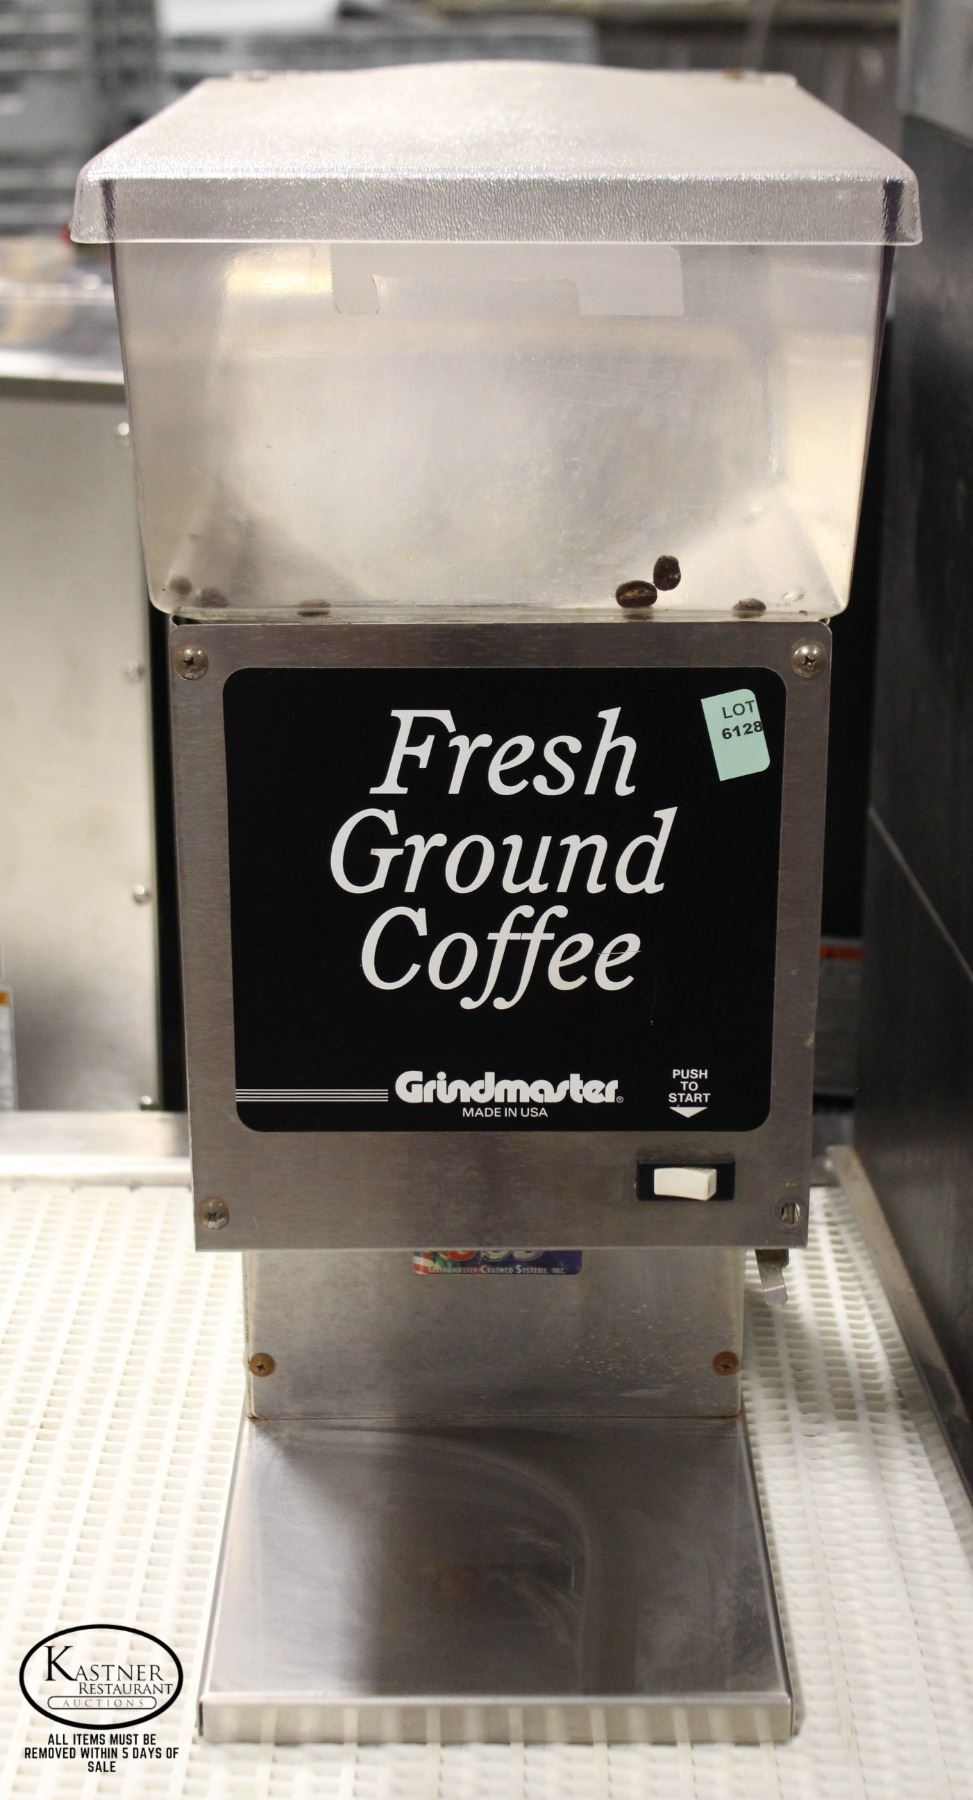 LOT
6128
Fresh
Ground
Coffee
Grindmaster®
MADE IN USA
PUSH
TO
START
KASTNER
RESTAURANT
AUCTIONS
ALL ITEMS MUST BE
REMOVED WITHIN 5 DAYS OF
SALE